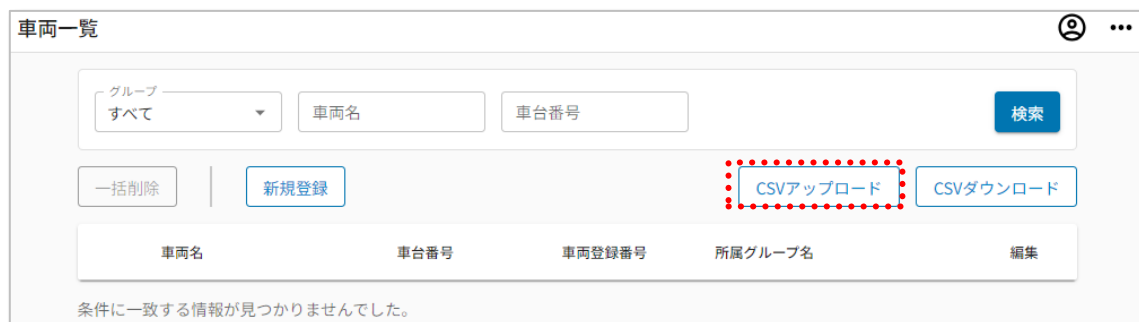 車両一覧
グループ
すべて
車両名
車台番号
検索
一括削除
新規登録
CSVアップロード
CSVダウンロード
車両名 車台番号 車両登録番号 所属グループ名 編集
条件に一致する情報が見つかりませんでした。